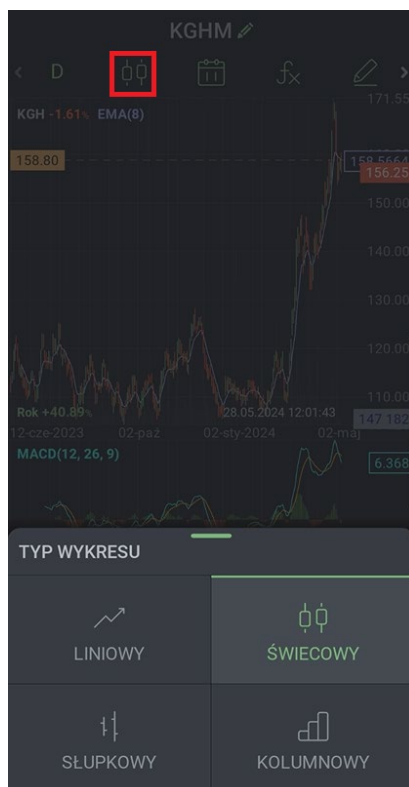 KGHM
D
fx
171.55
KGH -1.61% EMA(8)
158.80
158.5664
156.25
150.00
140.00
130.00
120.00
110.00
Rok +40.89%
28.05.2024 12:01:43
147 182
12-cze-2023 02-paź 02-sty-2024 02-maj
MACD(12, 26, 9)
6.368
TYP WYKRESU
LINIOWY
ŚWIECOWY
SŁUPKOWY
KOLUMNOWY